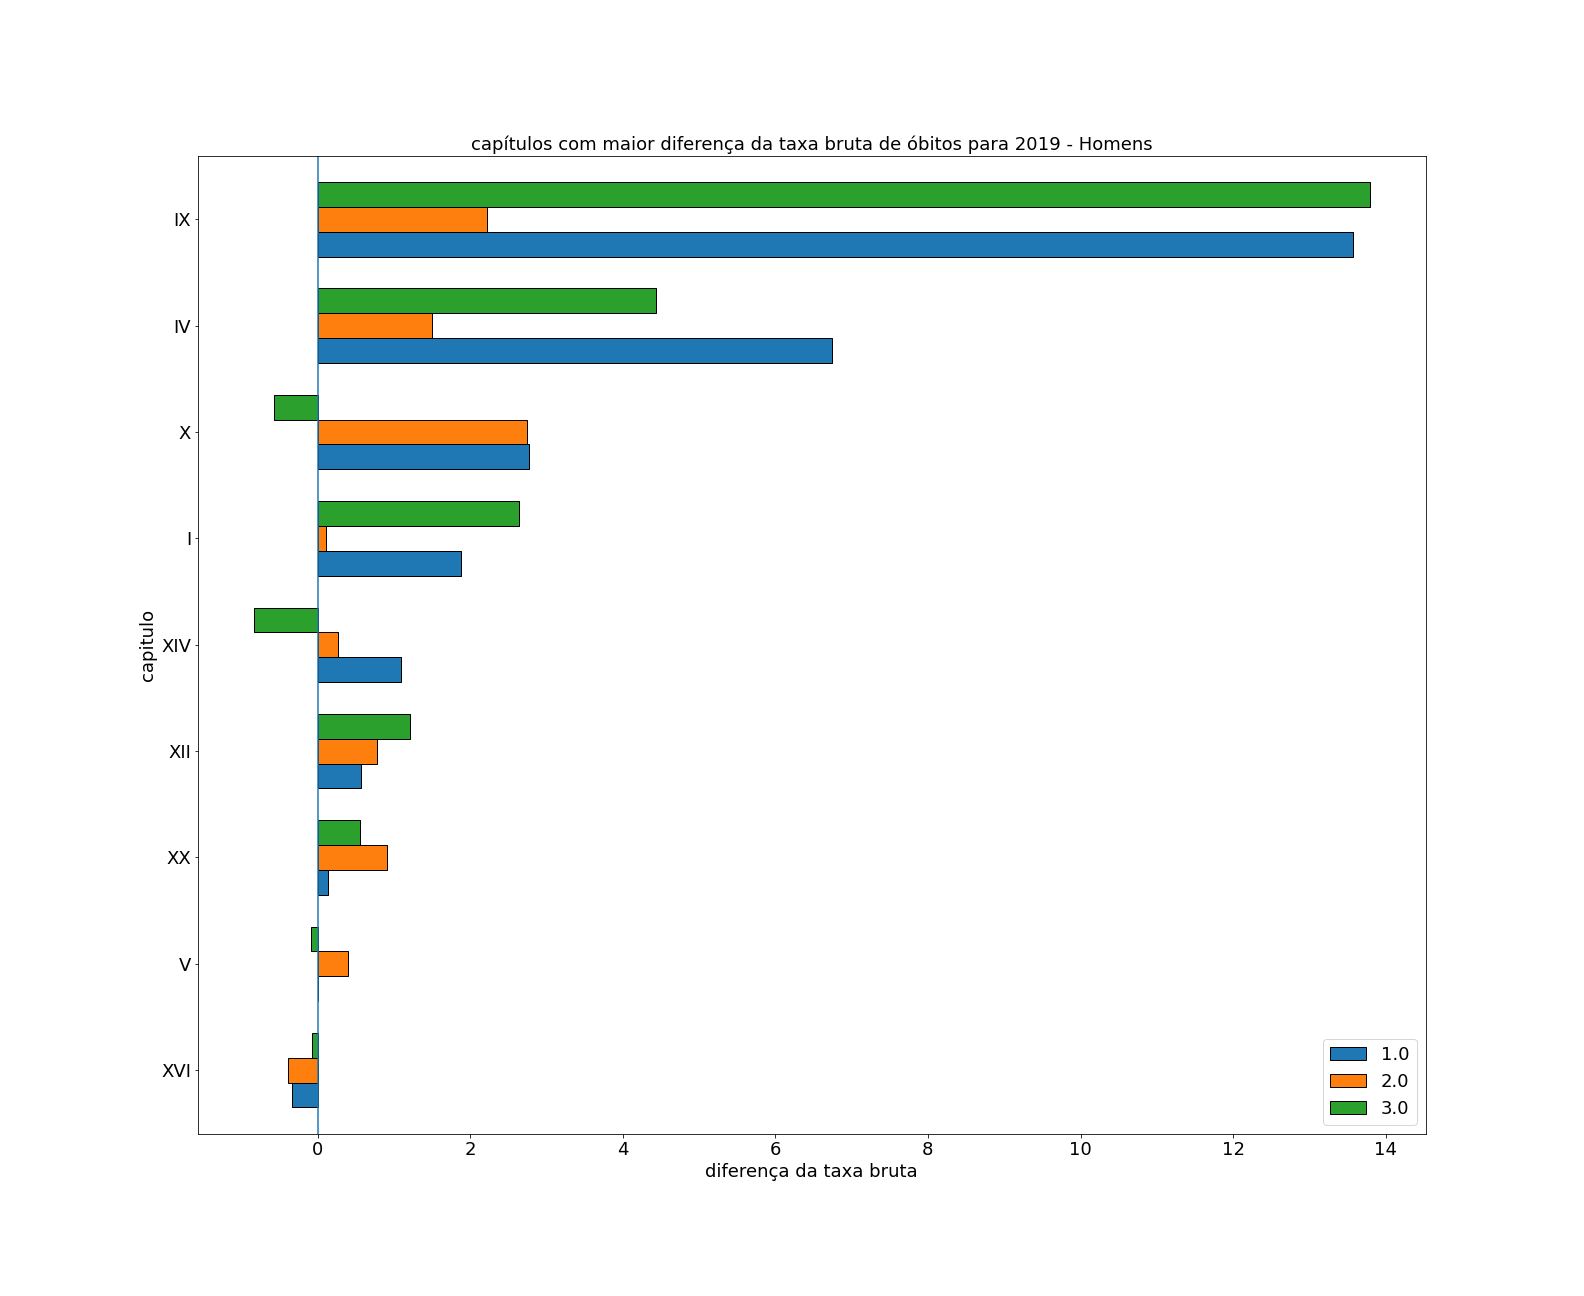 capítulos com maior diferença da taxa bruta de óbitos para 2019 - Homens
IX
IV
X
I
XIV
XII
XX
V
XVI
capitulo
0 2 4 6 8 10 12 14
diferença da taxa bruta
1.0
2.0
3.0